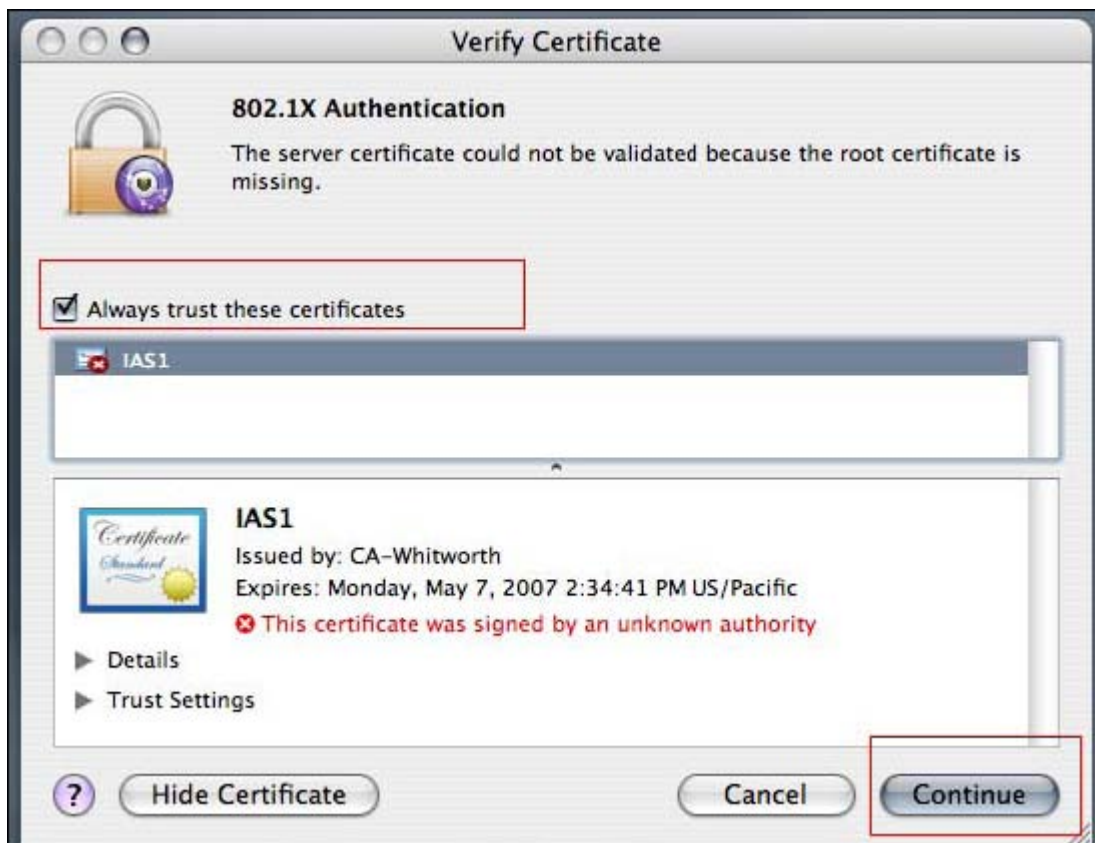 Verify Certificate
802.1X Authentication
The server certificate could not be validated because the root certificate is
missing.
Always trust these certificates
IAS1
Certificate
Standard
IAS1
Issued by: CA-Whitworth
Expires: Monday, May 7, 2007 2:34:41 PM US/Pacific
This certificate was signed by an unknown authority
Details
Trust Settings
? Hide Certificate Cancel Continue